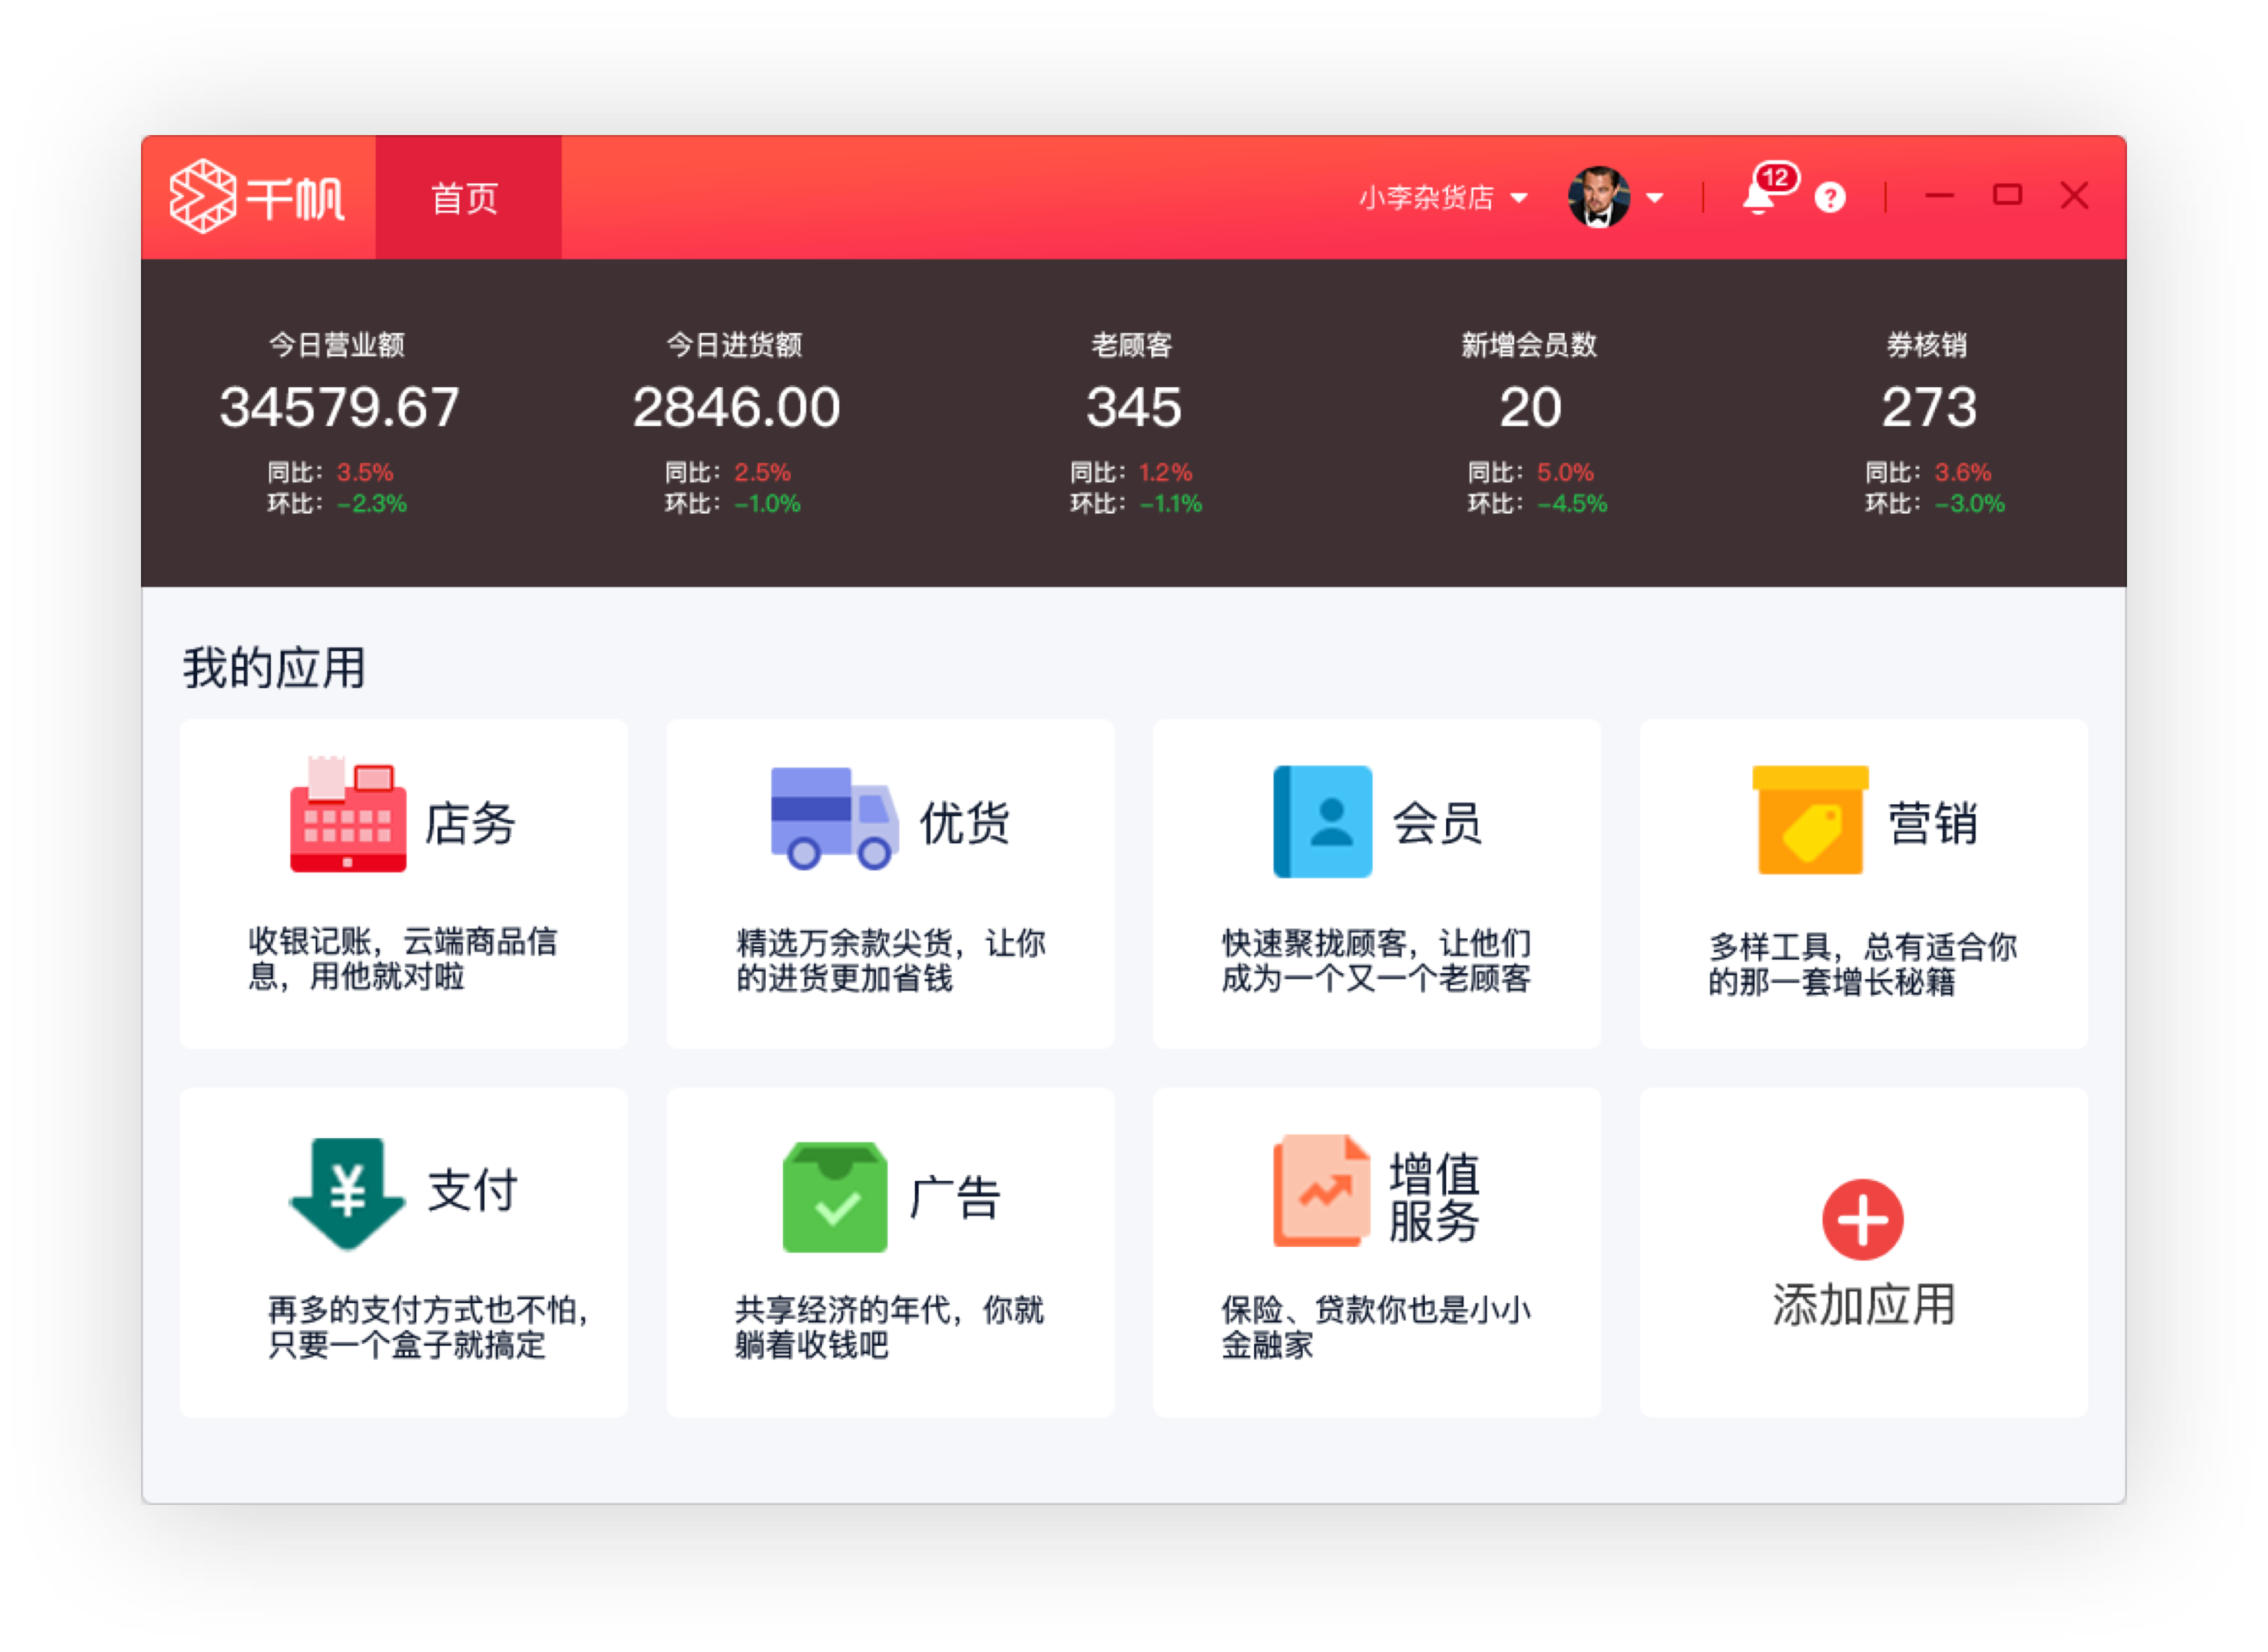 千帆
首页
小李杂货店
12
?
今日营业额
34579.67
同比：3.5%
环比：-2.3%
今日进货额
2846.00
同比：2.5%
环比：-1.0%
老顾客
345
同比：1.2%
环比：-1.1%
新增会员数
20
同比：5.0%
环比：-4.5%
券核销
273
同比：3.6%
环比：-3.0%
我的应用
店务
收银记账，云端商品信
息，用他就对啦
优货
精选万余款尖货，让你
的进货更加省钱
会员
快速聚拢顾客，让他们
成为一个又一个老顾客
营销
多样工具，总有适合你
的那一套增长秘籍
¥
支付
再多的支付方式也不怕，
只要一个盒子就搞定
广告
共享经济的年代，你就
躺着收钱吧
增值
服务
保险、贷款你也是小小
金融家
添加应用